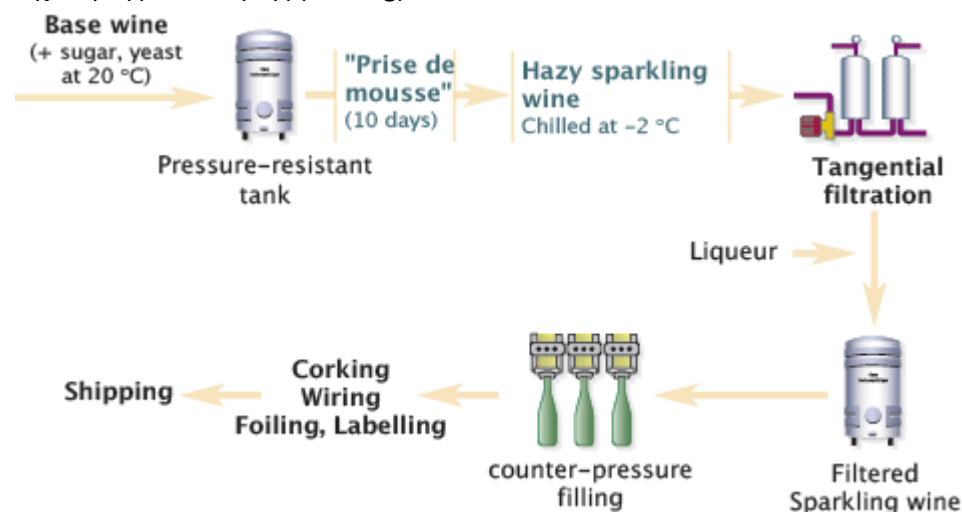 Base wine
(+ sugar, yeast
at 20 °C)
Pressure-resistant
tank
"Prise de
mousse"
(10 days)
Hazy sparkling
wine
Chilled at -2 °C
Tangential
filtration
Liqueur
Filtered
Sparkling wine
counter-pressure
filling
Corking
Wiring
Foiling, Labelling
Shipping